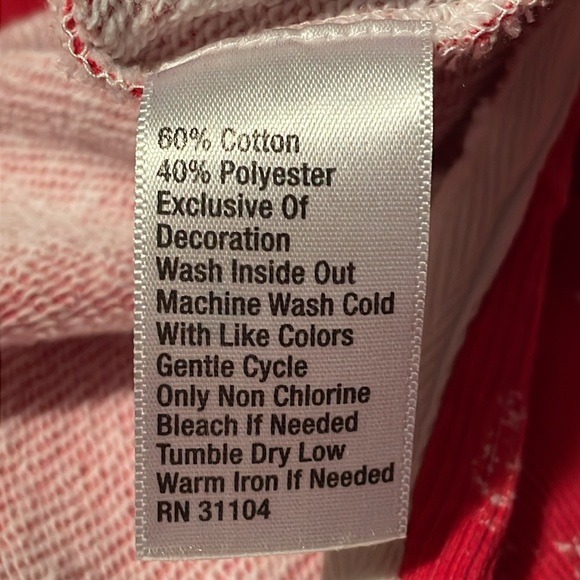 60% Cotton
40% Polyester
Exclusive Of
Decoration
Wash Inside Out
Machine Wash Cold
With Like Colors
Gentle Cycle
Only Non Chlorine
Bleach If Needed
Tumble Dry Low
Warm Iron If Needed
RN 31104